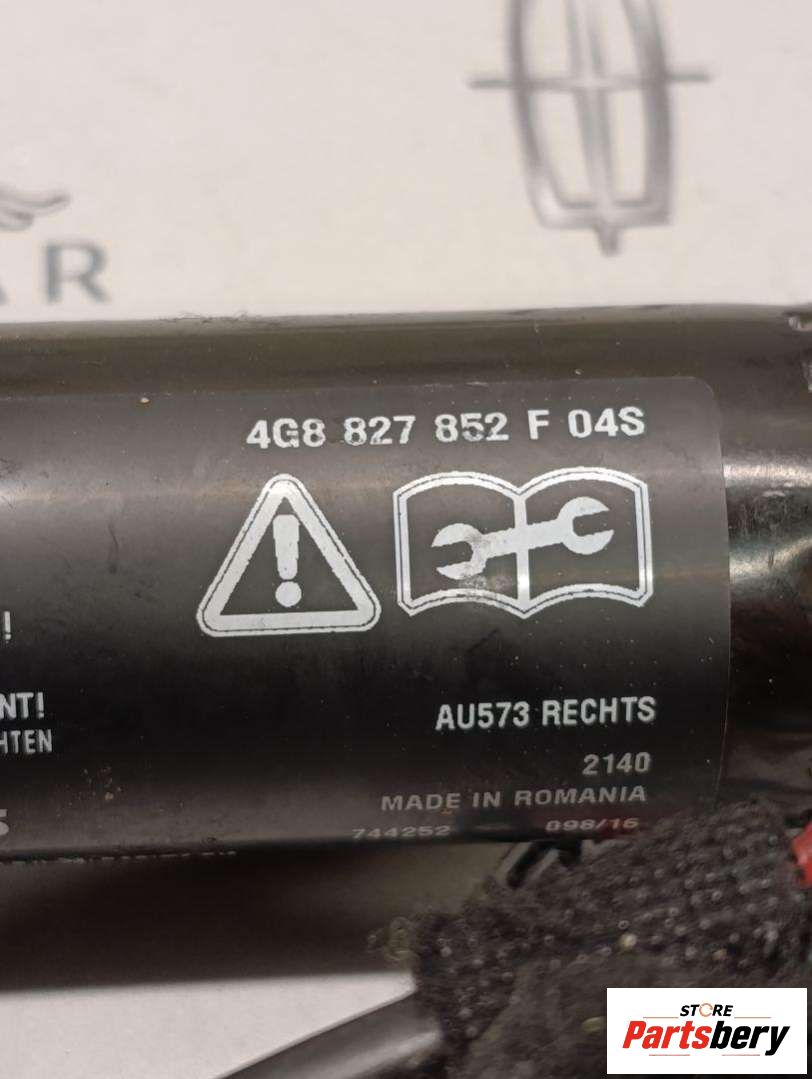 AR
4G8 827 852 F 04S
!
NT!
HTEN
AU573 RECHTS
2140
MADE IN ROMANIA
744252 098/16
STORE
Partsbery